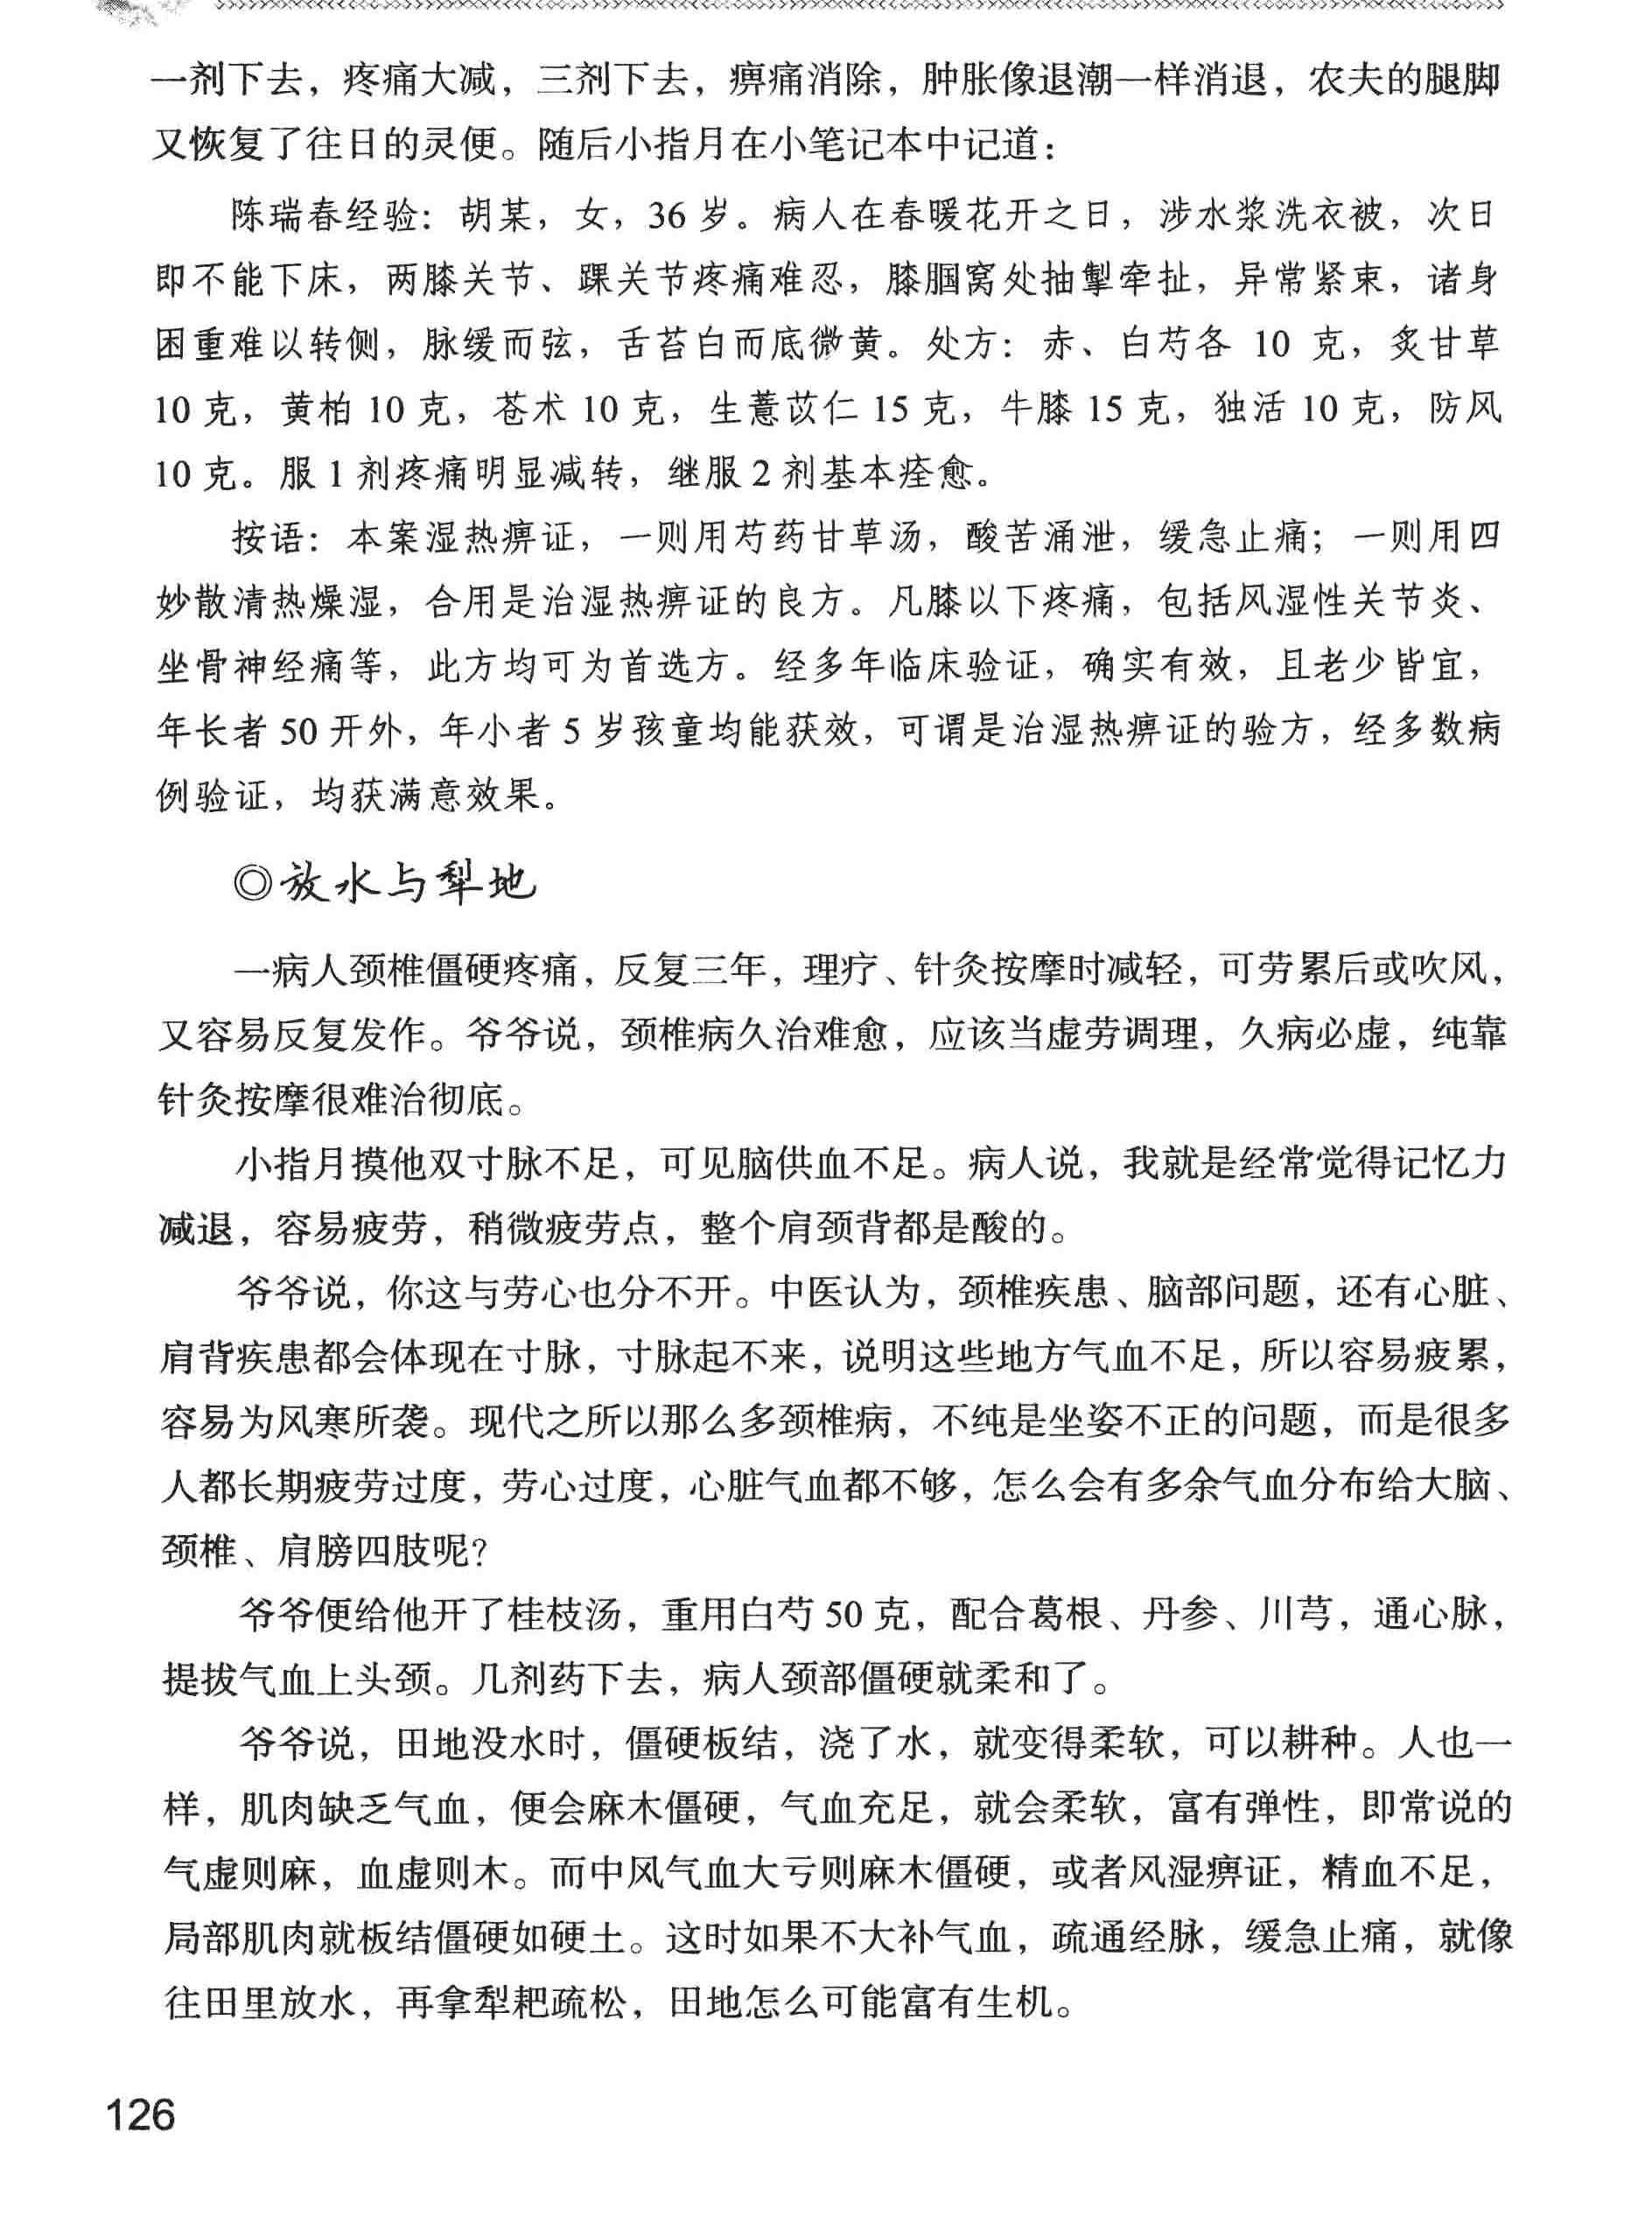 一剂下去，疼痛大减，三剂下去，痹痛消除，肿胀像退潮一样消退，农夫的腿脚
又恢复了往日的灵便。随后小指月在小笔记本中记道：
陈瑞春经验：胡某，女，36 岁。病人在春暖花开之日，涉水浆洗衣被，次日
即不能下床，两膝关节、踝关节疼痛难忍，膝腘窝处抽掣牵扯，异常紧束，诸身
困重难以转侧，脉缓而弦，舌苔白而底微黄。处方：赤、白芍各 10 克，炙甘草
10 克，黄柏 10 克，苍术 10 克，生薏苡仁 15 克，牛膝 15 克，独活 10 克，防风
10 克。服 1 剂疼痛明显减转，继服 2 剂基本痊愈。
按语：本案湿热痹证，一则用芍药甘草汤，酸苦涌泄，缓急止痛；一则用四
妙散清热燥湿，合用是治湿热痹证的良方。凡膝以下疼痛，包括风湿性关节炎、
坐骨神经痛等，此方均可为首选方。经多年临床验证，确实有效，且老少皆宜，
年长者 50 开外，年小者 5 岁孩童均能获效，可谓是治湿热痹证的验方，经多数病
例验证，均获满意效果。
◎放水与犁地
一病人颈椎僵硬疼痛，反复三年，理疗、针灸按摩时减轻，可劳累后或吹风，
又容易反复发作。爷爷说，颈椎病久治难愈，应该当虚劳调理，久病必虚，纯靠
针灸按摩很难治彻底。
小指月摸他双寸脉不足，可见脑供血不足。病人说，我就是经常觉得记忆力
减退，容易疲劳，稍微疲劳点，整个肩颈背都是酸的。
爷爷说，你这与劳心也分不开。中医认为，颈椎疾患、脑部问题，还有心脏、
肩背疾患都会体现在寸脉，寸脉起不来，说明这些地方气血不足，所以容易疲累，
容易为风寒所袭。现代之所以那么多颈椎病，不纯是坐姿不正的问题，而是很多
人都长期疲劳过度，劳心过度，心脏气血都不够，怎么会有多余气血分布给大脑、
颈椎、肩膀四肢呢？
爷爷便给他开了桂枝汤，重用白芍 50 克，配合葛根、丹参、川芎，通心脉，
提拔气血上头颈。几剂药下去，病人颈部僵硬就柔和了。
爷爷说，田地没水时，僵硬板结，浇了水，就变得柔软，可以耕种。人也一
样，肌肉缺乏气血，便会麻木僵硬，气血充足，就会柔软，富有弹性，即常说的
气虚则麻，血虚则木。而中风气血大亏则麻木僵硬，或者风湿痹证，精血不足，
局部肌肉就板结僵硬如硬土。这时如果不大补气血，疏通经脉，缓急止痛，就像
往田里放水，再拿犁耙疏松，田地怎么可能富有生机。
126